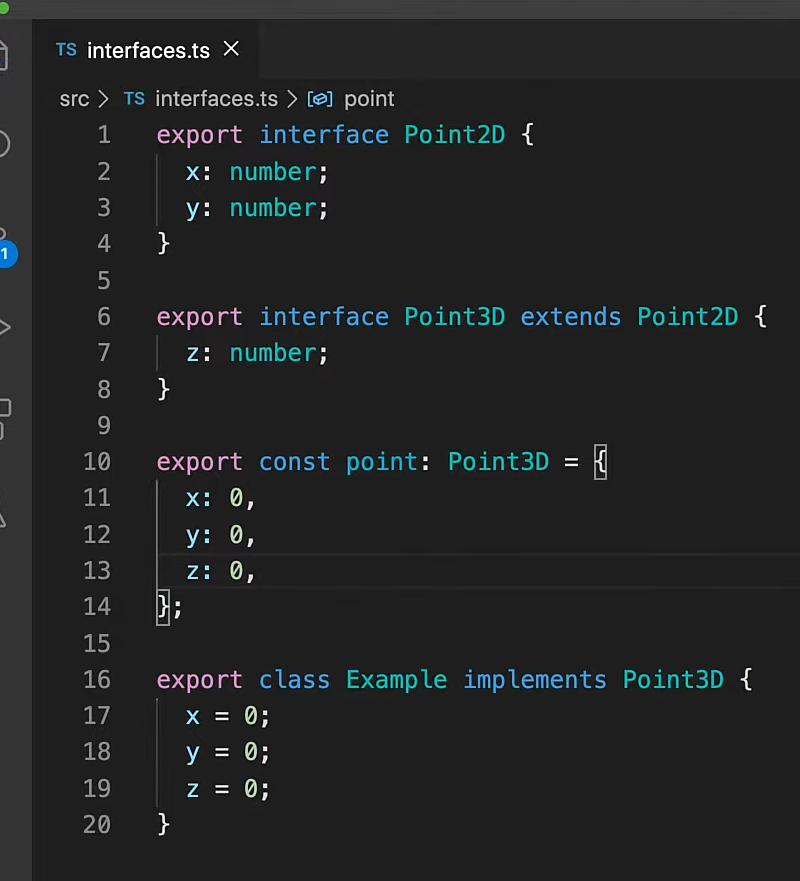 TS interfaces.ts ×
src > TS interfaces.ts > point
1 export interface Point2D {
2   x: number;
3   y: number;
4 }
5
6 export interface Point3D extends Point2D {
7   z: number;
8 }
9
10 export const point: Point3D = {
11   x: 0,
12   y: 0,
13   z: 0,
14 };
15
16 export class Example implements Point3D {
17   x = 0;
18   y = 0;
19   z = 0;
20 }
1